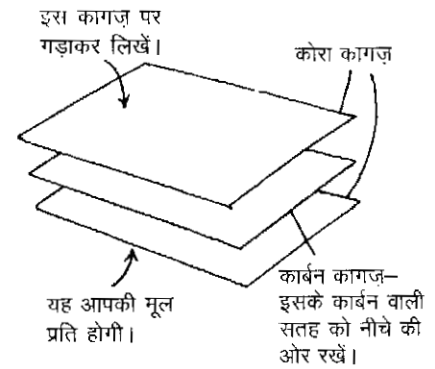 इस कागज़ पर
गड़ाकर लिखें।
कोरा कागज़
कार्बन कागज़–
इसके कार्बन वाली
सतह को नीचे की
ओर रखें।
यह आपकी मूल
प्रति होगी।